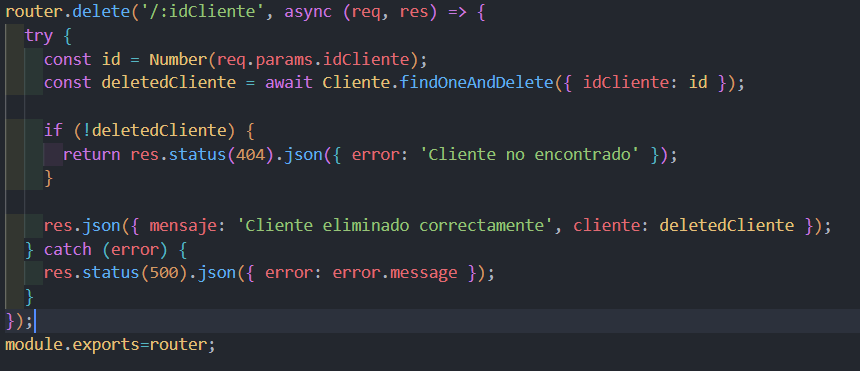 router.delete('/:idCliente', async (req, res) => {
try {
const id = Number(req.params.idCliente);
const deletedCliente = await Cliente.findOneAndDelete({ idCliente: id });
if (!deletedCliente) {
return res.status(404).json({ error: 'Cliente no encontrado' });
}
res.json({ mensaje: 'Cliente eliminado correctamente', cliente: deletedCliente });
} catch (error) {
res.status(500).json({ error: error.message });
}
});
module.exports=router;